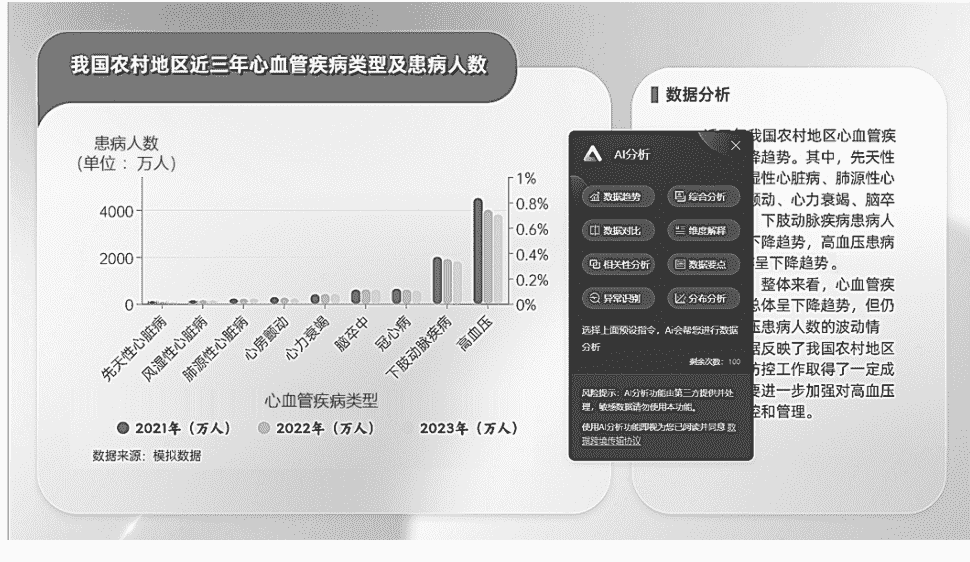 我国农村地区近三年心血管疾病类型及患病人数
患病人数
（单位：万人）
4000
2000
0
1%
0.8%
0.6%
0.4%
0.2%
0%
先天性心脏病
风湿性心脏病
肺源性心脏病
心房颤动
心力衰竭
脑卒中
冠心病
下肢动脉疾病
高血压
心血管疾病类型
2021年（万人）
2022年（万人）
2023年（万人）
数据来源：模拟数据
AI分析
数据趋势
综合分析
数据对比
维度解释
相关性分析
数据要点
异常识别
分布分析
选择上面预设指令，AI会帮您进行数据
分析
剩余次数：100
风险提示：AI分析功能由第三方提供并处
理，敏感数据请勿使用本功能。
使用AI分析功能即视为您已阅读并同意 数
据跨境传输协议
数据分析
我国农村地区心血管疾
降趋势。其中，先天性
湿性心脏病、肺源性心
颤动、心力衰竭、脑卒
下肢动脉疾病患病人
下降趋势，高血压患病
呈下降趋势。
整体来看，心血管疾
总体呈下降趋势，但仍
压患病人数的波动情
据反映了我国农村地区
防控工作取得了一定成
要进一步加强对高血压
控和管理。